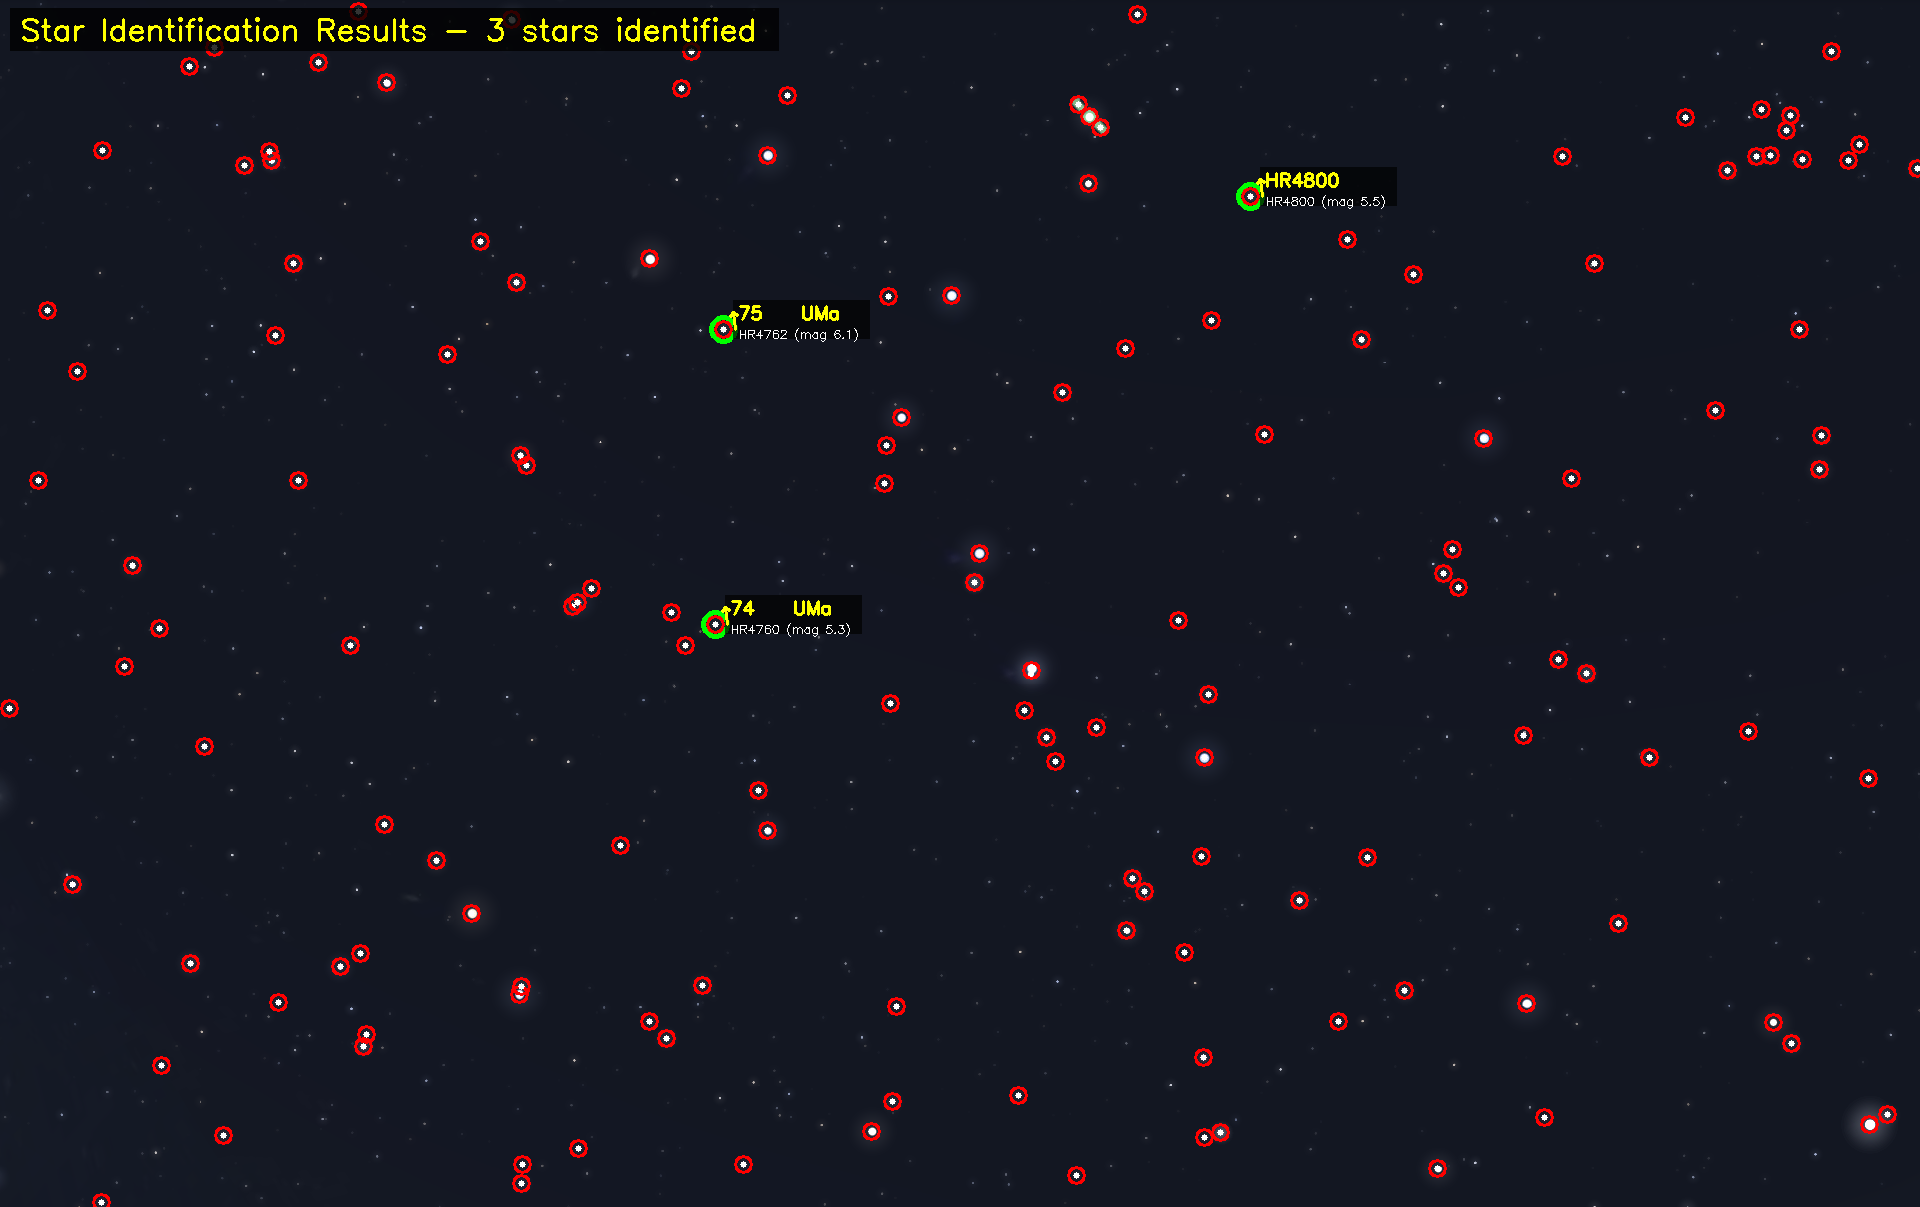 Star Identification Results - 3 stars identified
HR4800
HR4800 (mag 5.5)
75 UMa
HR4762 (mag 6.1)
74 UMa
HR4760 (mag 5.3)